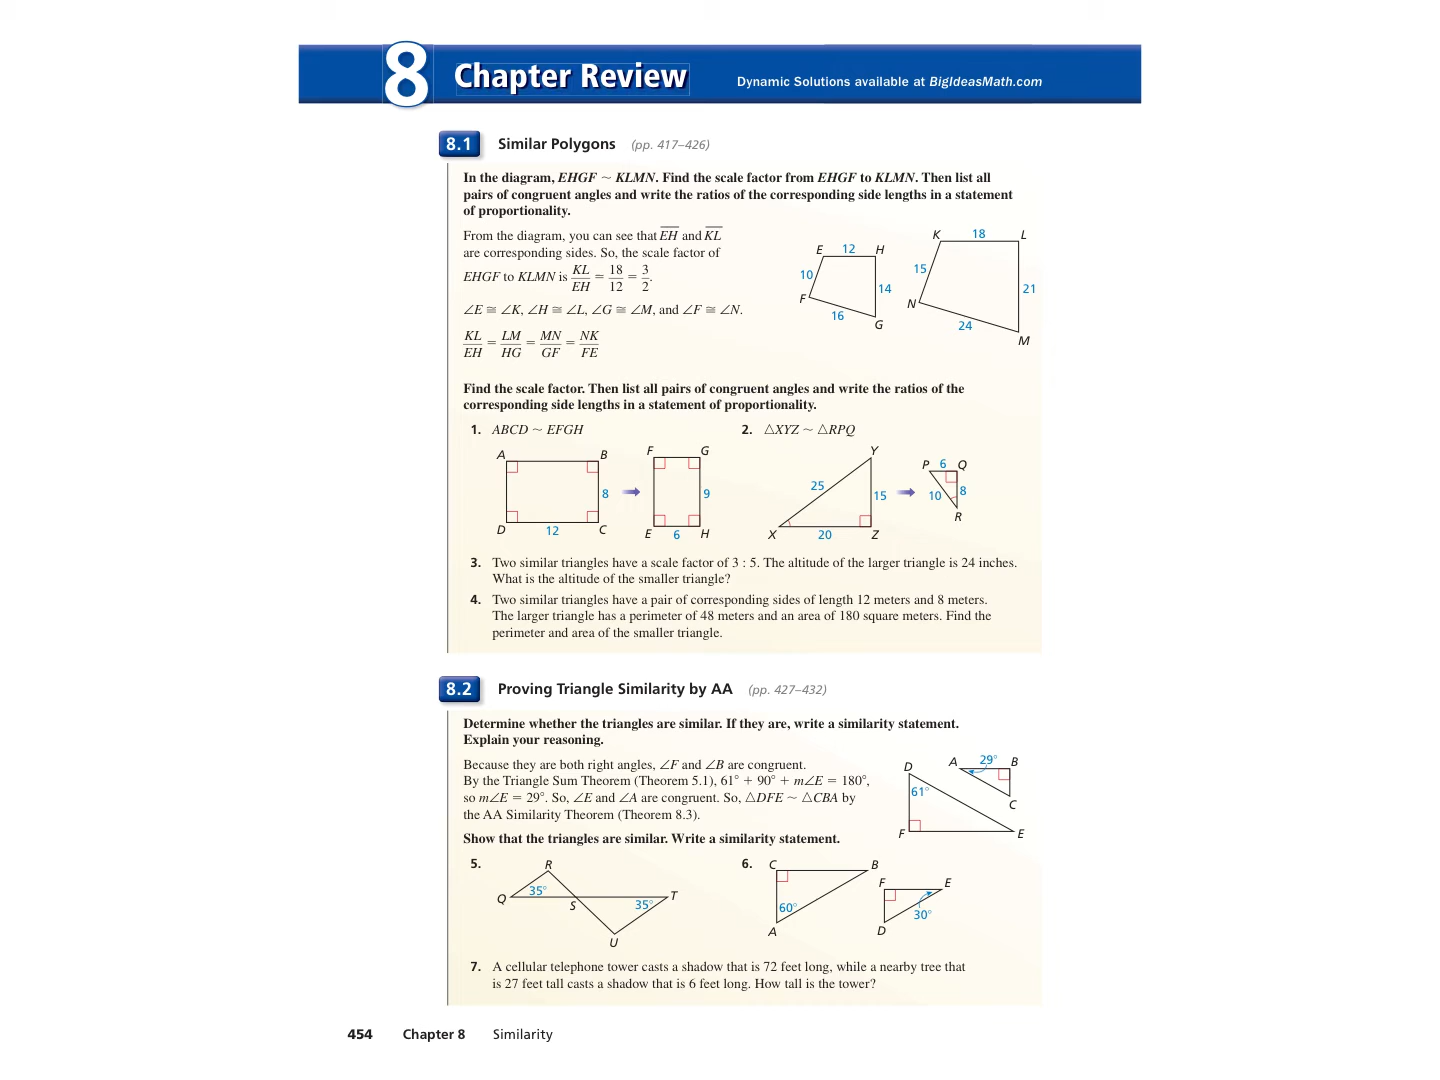 8 Chapter Review Dynamic Solutions available at BigIdeasMath.com
8.1 Similar Polygons (pp. 417–426)
In the diagram, EHGF ∼ KLMN. Find the scale factor from EHGF to KLMN. Then list all
pairs of congruent angles and write the ratios of the corresponding side lengths in a statement
of proportionality.
From the diagram, you can see that EH and KL
are corresponding sides. So, the scale factor of
EHGF to KLMN is KL/EH = 18/12 = 3/2.
∠E ≅ ∠K, ∠H ≅ ∠L, ∠G ≅ ∠M, and ∠F ≅ ∠N.
KL/EH = LM/HG = MN/GF = NK/FE
E 12 H
10
14
F
16
G
K 18 L
15
21
N
24
M
Find the scale factor. Then list all pairs of congruent angles and write the ratios of the
corresponding side lengths in a statement of proportionality.
1. ABCD ∼ EFGH
A B
8
D 12 C
F G
9
E 6 H
2. △XYZ ∼ △RPQ
Y
25
15
X 20 Z
P 6 Q
10 8
R
3. Two similar triangles have a scale factor of 3 : 5. The altitude of the larger triangle is 24 inches.
What is the altitude of the smaller triangle?
4. Two similar triangles have a pair of corresponding sides of length 12 meters and 8 meters.
The larger triangle has a perimeter of 48 meters and an area of 180 square meters. Find the
perimeter and area of the smaller triangle.
8.2 Proving Triangle Similarity by AA (pp. 427–432)
Determine whether the triangles are similar. If they are, write a similarity statement.
Explain your reasoning.
Because they are both right angles, ∠F and ∠B are congruent.
By the Triangle Sum Theorem (Theorem 5.1), 61° + 90° + m∠E = 180°,
so m∠E = 29°. So, ∠E and ∠A are congruent. So, △DFE ∼ △CBA by
the AA Similarity Theorem (Theorem 8.3).
D
61°
F E
A 29° B
C
Show that the triangles are similar. Write a similarity statement.
5.
R
Q 35°
S
35° T
U
6.
C B
60°
A
F E
30°
D
7. A cellular telephone tower casts a shadow that is 72 feet long, while a nearby tree that
is 27 feet tall casts a shadow that is 6 feet long. How tall is the tower?
454 Chapter 8 Similarity